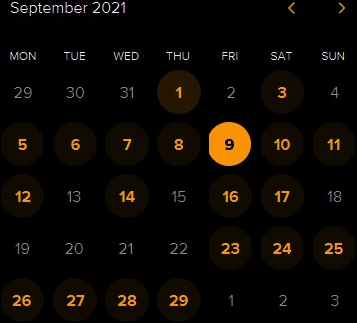 September 2021
MON TUE WED THU FRI SAT SUN
29 30 31 1 2 3 4
5 6 7 8 9 10 11
12 13 14 15 16 17 18
19 20 21 22 23 24 25
26 27 28 29 1 2 3